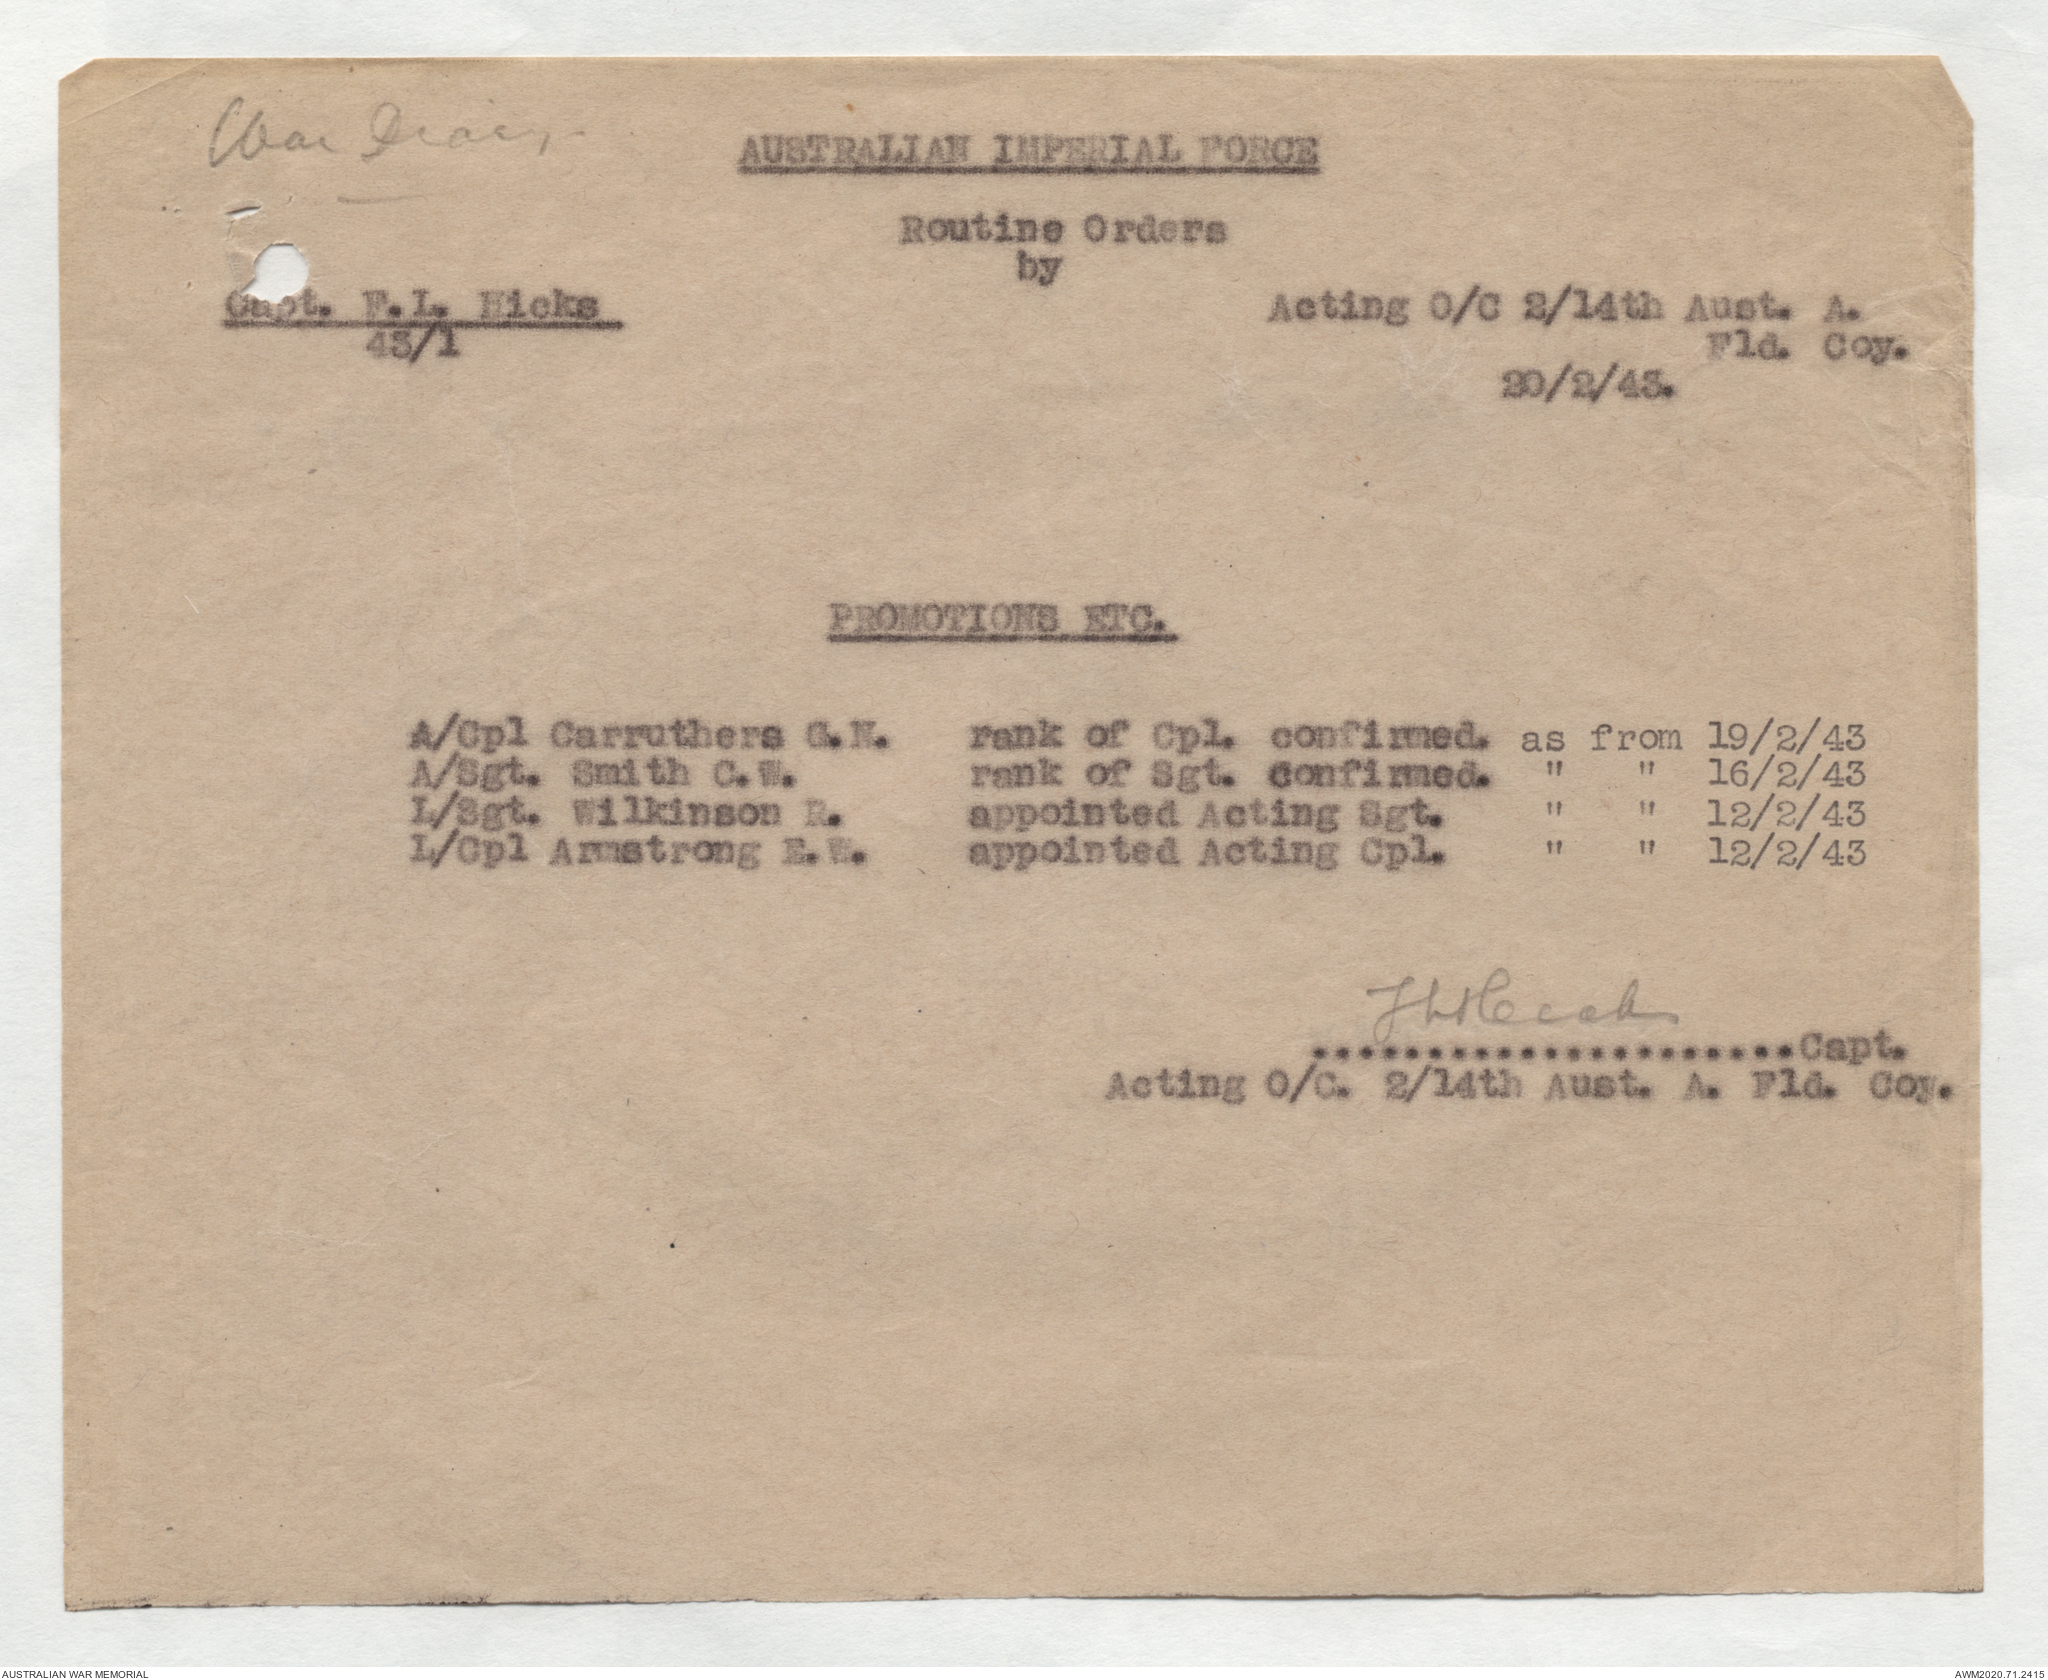 War Diary
AUSTRALIAN IMPERIAL FORCE
Routine Orders
by
Capt. F.L. Hicks
43/1
Acting O/C 2/14th Aust. A.
Fld. Coy.
20/2/43.
PROMOTIONS ETC.
A/Cpl Carruthers G.N. rank of Cpl. confirmed. as from 19/2/43
A/Sgt. Smith C.W. rank of Sgt. confirmed. " " 16/2/43
L/Sgt. Wilkinson R. appointed Acting Sgt. " " 12/2/43
L/Cpl Armstrong E.W. appointed Acting Cpl. " " 12/2/43
FLHicks
.....................Capt.
Acting O/C. 2/14th Aust. A. Fld. Coy.
AUSTRALIAN WAR MEMORIAL
AWM2020.71.2415